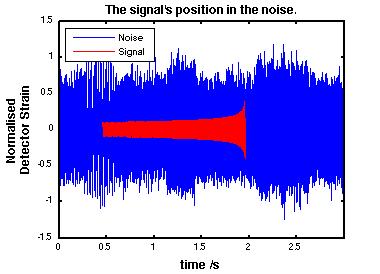 The signal's position in the noise.
1.5
Noise
Signal
1
0.5
0
-0.5
-1
-1.5
Normalised
Detector Strain
0 0.5 1 1.5 2 2.5
time /s